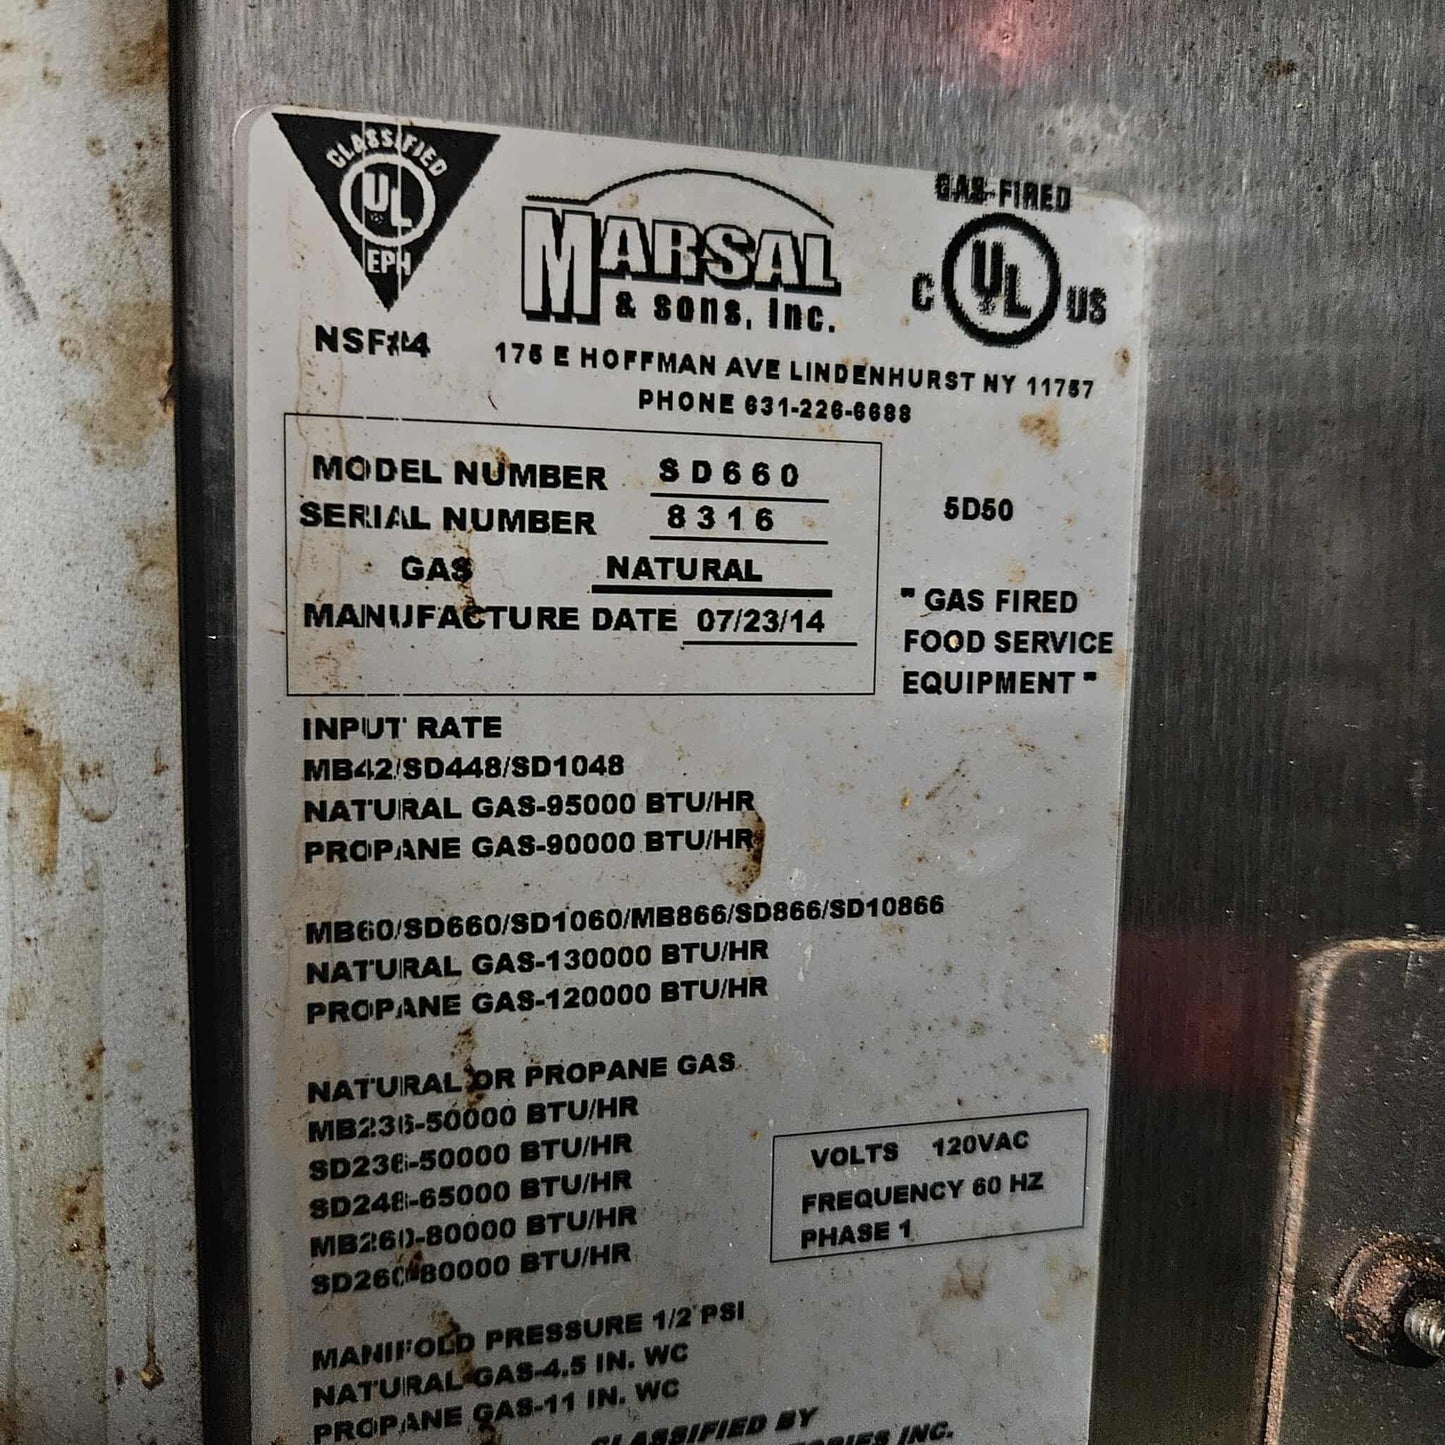 CLASSIFIED
UL
EPH
NSF#4
MARSAL
& SONS, INC.
GAS-FIRED
C UL US
175 E HOFFMAN AVE LINDENHURST NY 11757
PHONE 631-226-6688
MODEL NUMBER SD660
SERIAL NUMBER 8316
GAS NATURAL
MANUFACTURE DATE 07/23/14
5D50
" GAS FIRED
FOOD SERVICE
EQUIPMENT "
INPUT RATE
MB42/SD448/SD1048
NATURAL GAS-95000 BTU/HR
PROPANE GAS-90000 BTU/HR
MB60/SD660/SD1060/MB866/SD866/SD10866
NATURAL GAS-130000 BTU/HR
PROPANE GAS-120000 BTU/HR
NATURAL OR PROPANE GAS
MB236-50000 BTU/HR
SD236-50000 BTU/HR
SD248-65000 BTU/HR
MB260-80000 BTU/HR
SD260-80000 BTU/HR
VOLTS 120VAC
FREQUENCY 60 HZ
PHASE 1
MANIFOLD PRESSURE 1/2 PSI
NATURAL GAS-4.5 IN. WC
PROPANE GAS-11 IN. WC
CLASSIFIED BY
INC.